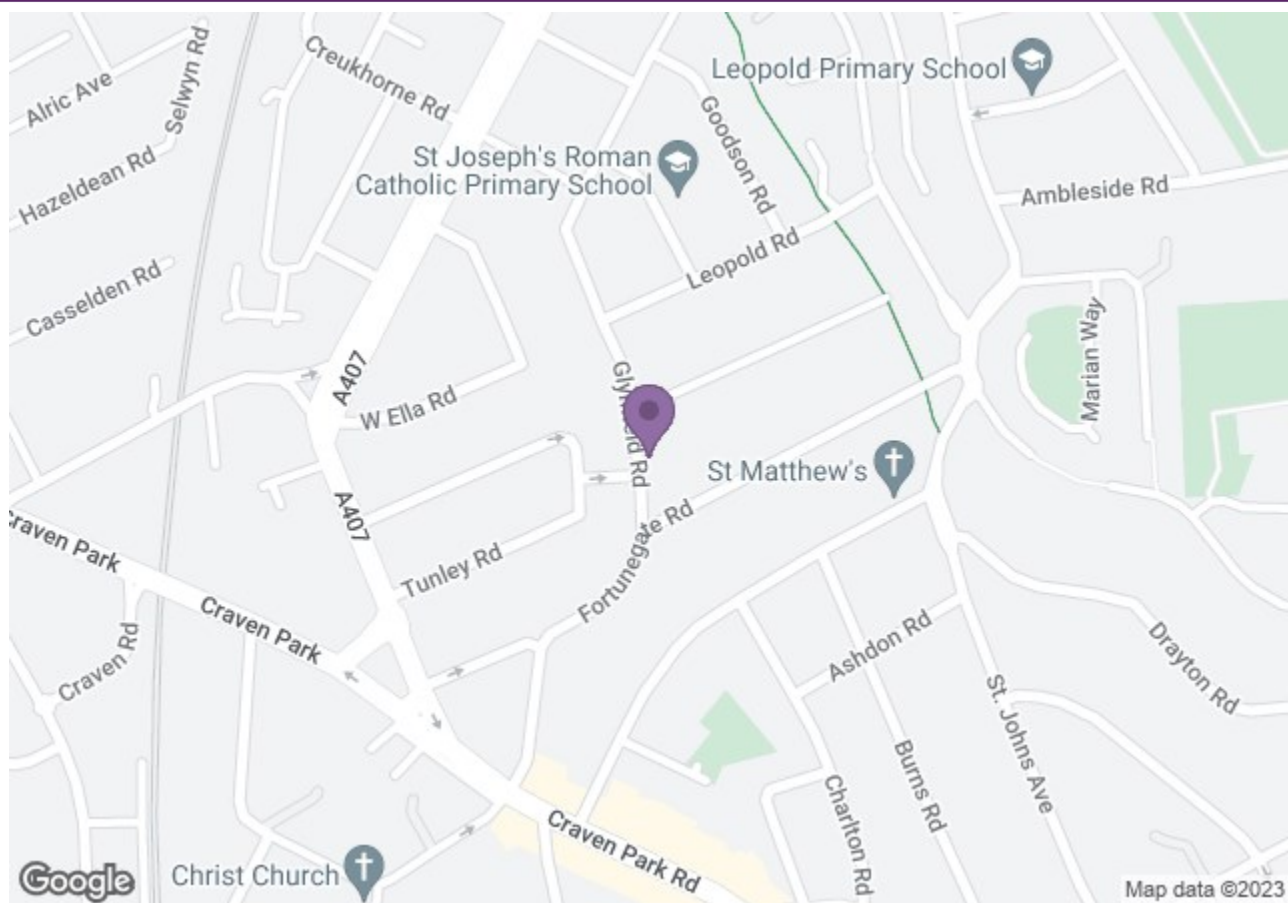 Selwyn Rd
Alric Ave
Creukhorne Rd
Leopold Primary School
Goodson Rd
St Joseph's Roman
Catholic Primary School
Hazeldean Rd
Ambleside Rd
Leopold Rd
Casselden Rd
Marian Way
A407
W Ella Rd
St Matthew's
A407
Fortunegate Rd
Craven Park
Tunley Rd
Craven Park
Craven Rd
Ashdon Rd
Drayton Rd
St. Johns Ave
Burns Rd
Charlton Rd
Craven Park Rd
Christ Church
Google
Map data ©2023